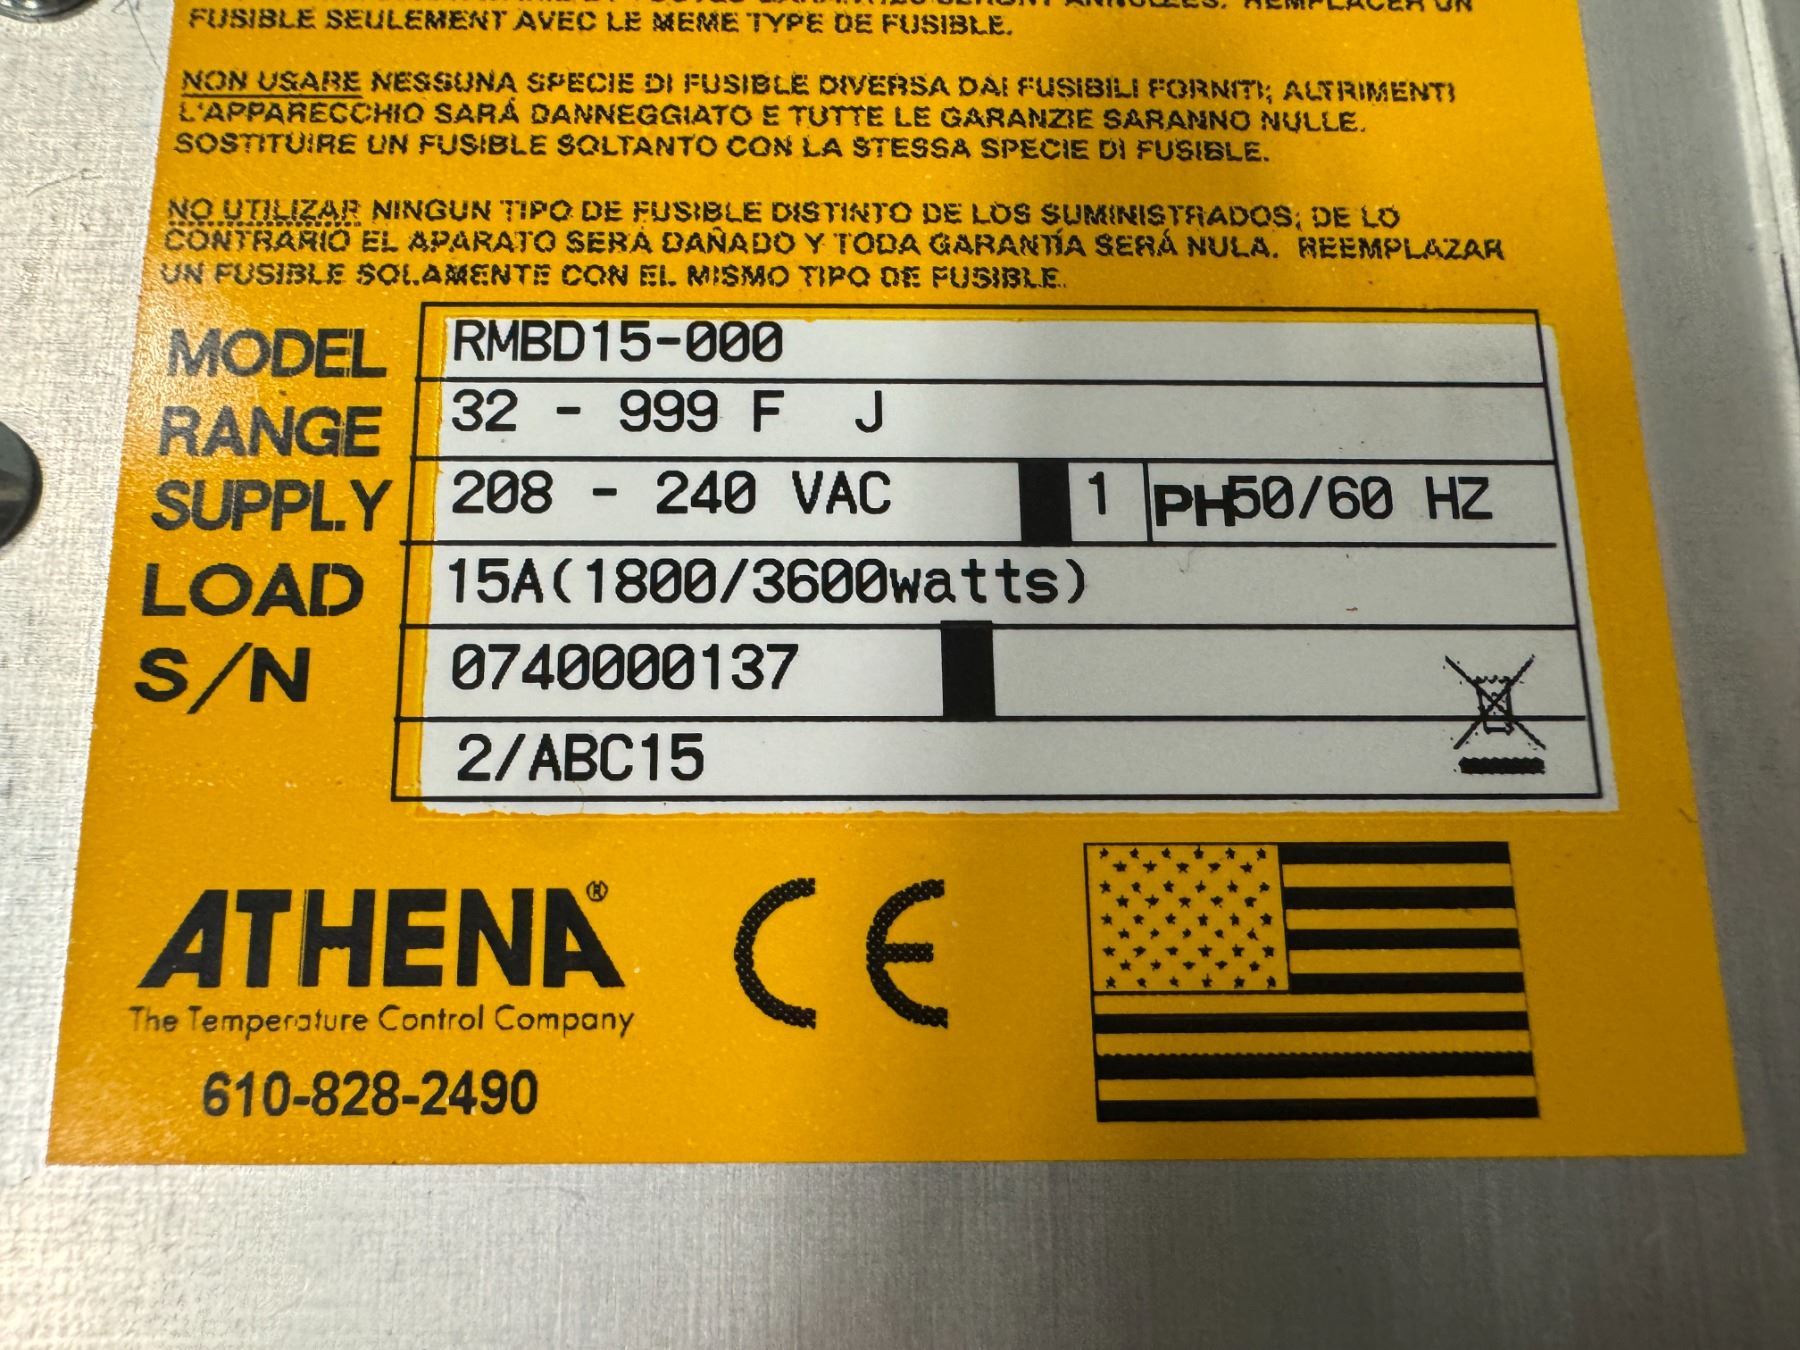 FUSIBLE SEULEMENT AVEC LE MEME TYPE DE FUSIBLE.
NON USARE NESSUNA SPECIE DI FUSIBLE DIVERSA DAI FUSIBILI FORNITI; ALTRIMENTI
L'APPARECCHIO SARÁ DANNEGGIATO E TUTTE LE GARANZIE SARANNO NULLE.
SOSTITUIRE UN FUSIBLE SOLTANTO CON LA STESSA SPECIE DI FUSIBLE.
NO UTILIZAR NINGUN TIPO DE FUSIBLE DISTINTO DE LOS SUMINISTRADOS; DE LO
CONTRARIO EL APARATO SERÁ DAÑADO Y TODA GARANTÍA SERÁ NULA. REEMPLAZAR
UN FUSIBLE SOLAMENTE CON EL MISMO TIPO DE FUSIBLE.
MODEL RMBD15-000
RANGE 32 - 999 F J
SUPPLY 208 - 240 VAC 1 PH 50/60 HZ
LOAD 15A(1800/3600watts)
S/N 0740000137
2/ABC15
ATHENA®
The Temperature Control Company
CE
610-828-2490